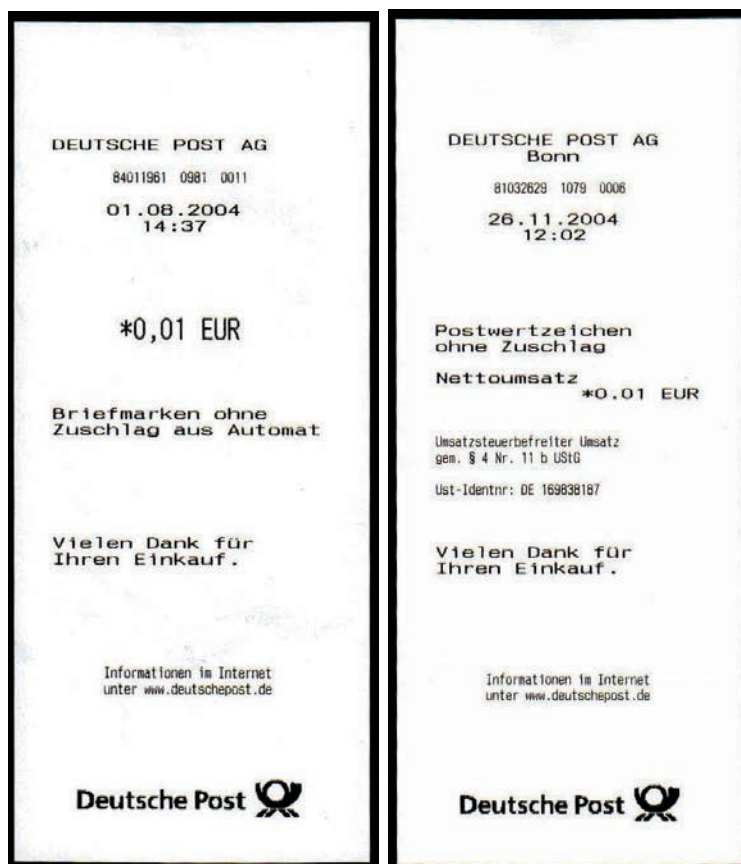 DEUTSCHE POST AG
84011961 0981 0011
01.08.2004
14:37
*0,01 EUR
Briefmarken ohne
Zuschlag aus Automat
Vielen Dank für
Ihren Einkauf.
Informationen im Internet
unter www.deutschepost.de
Deutsche Post
DEUTSCHE POST AG
Bonn
81032629 1079 0006
26.11.2004
12:02
Postwertzeichen
ohne Zuschlag
Nettoumsatz
*0.01 EUR
Umsatzsteuerbefreiter Umsatz
gem. § 4 Nr. 11 b UStG
Ust-Identnr: DE 169838187
Vielen Dank für
Ihren Einkauf.
Informationen im Internet
unter www.deutschepost.de
Deutsche Post